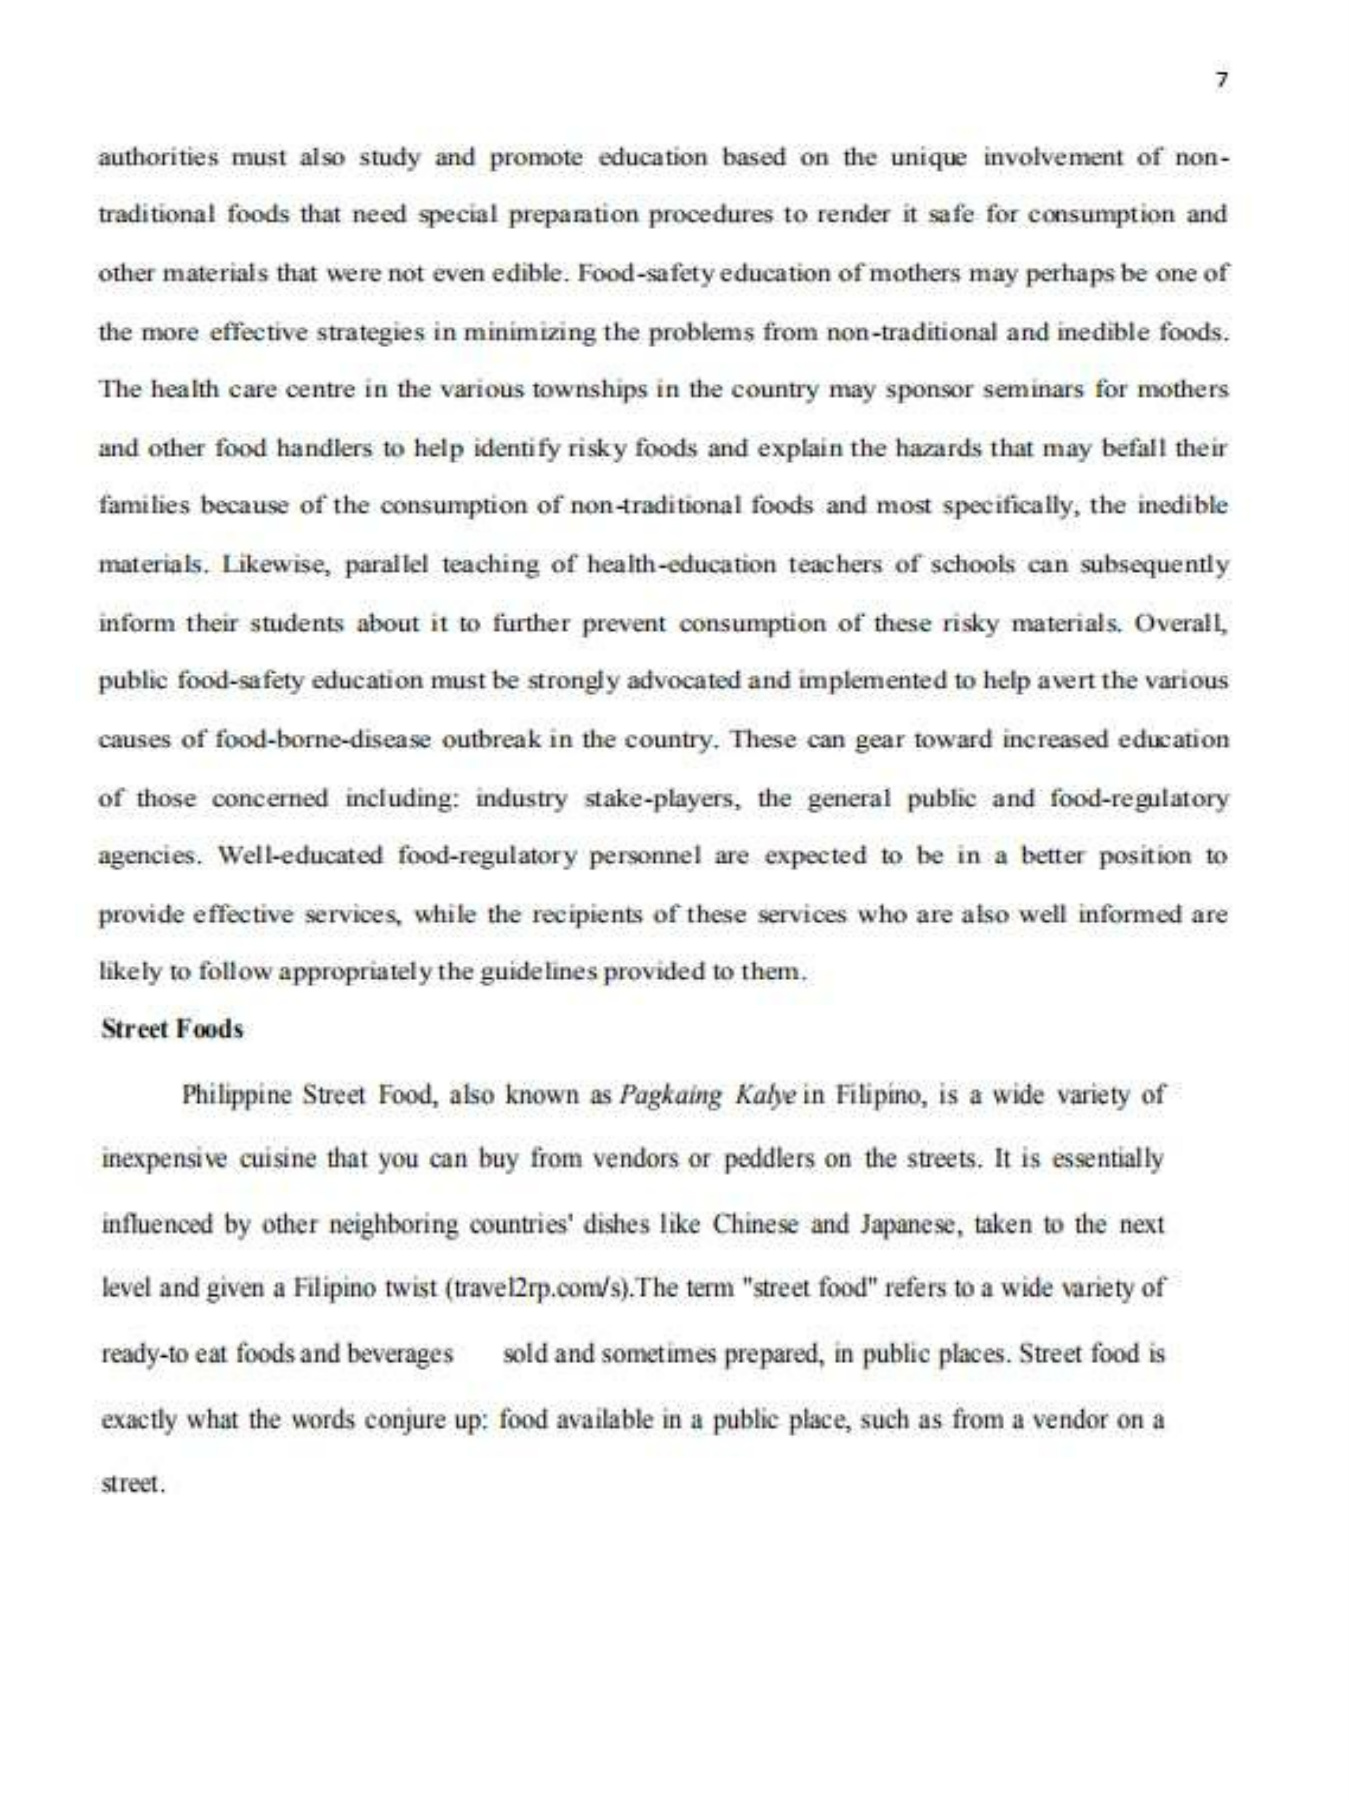 7
authorities must also study and promote education based on the unique involvement of non-
traditional foods that need special preparation procedures to render it safe for consumption and
other materials that were not even edible. Food-safety education of mothers may perhaps be one of
the more effective strategies in minimizing the problems from non-traditional and inedible foods.
The health care centre in the various townships in the country may sponsor seminars for mothers
and other food handlers to help identify risky foods and explain the hazards that may befall their
families because of the consumption of non-traditional foods and most specifically, the inedible
materials. Likewise, parallel teaching of health-education teachers of schools can subsequently
inform their students about it to further prevent consumption of these risky materials. Overall,
public food-safety education must be strongly advocated and implemented to help avert the various
causes of food-borne-disease outbreak in the country. These can gear toward increased education
of those concerned including: industry stake-players, the general public and food-regulatory
agencies. Well-educated food-regulatory personnel are expected to be in a better position to
provide effective services, while the recipients of these services who are also well informed are
likely to follow appropriately the guidelines provided to them.
Street Foods
Philippine Street Food, also known as Pagkaing Kalye in Filipino, is a wide variety of
inexpensive cuisine that you can buy from vendors or peddlers on the streets. It is essentially
influenced by other neighboring countries' dishes like Chinese and Japanese, taken to the next
level and given a Filipino twist (travel2rp.com/s).The term "street food" refers to a wide variety of
ready-to eat foods and beverages sold and sometimes prepared, in public places. Street food is
exactly what the words conjure up: food available in a public place, such as from a vendor on a
street.